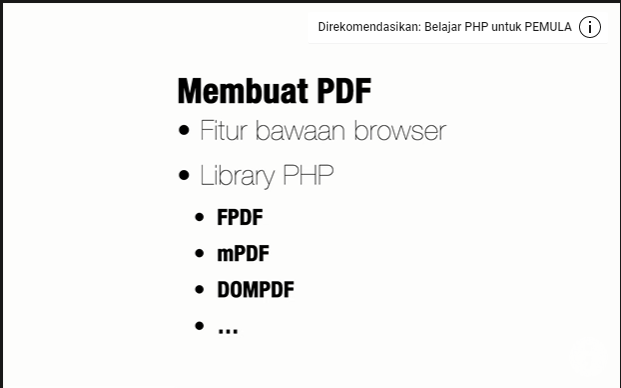 Direkomendasikan: Belajar PHP untuk PEMULA
Membuat PDF
• Fitur bawaan browser
• Library PHP
• FPDF
• mPDF
• DOMPDF
• ...